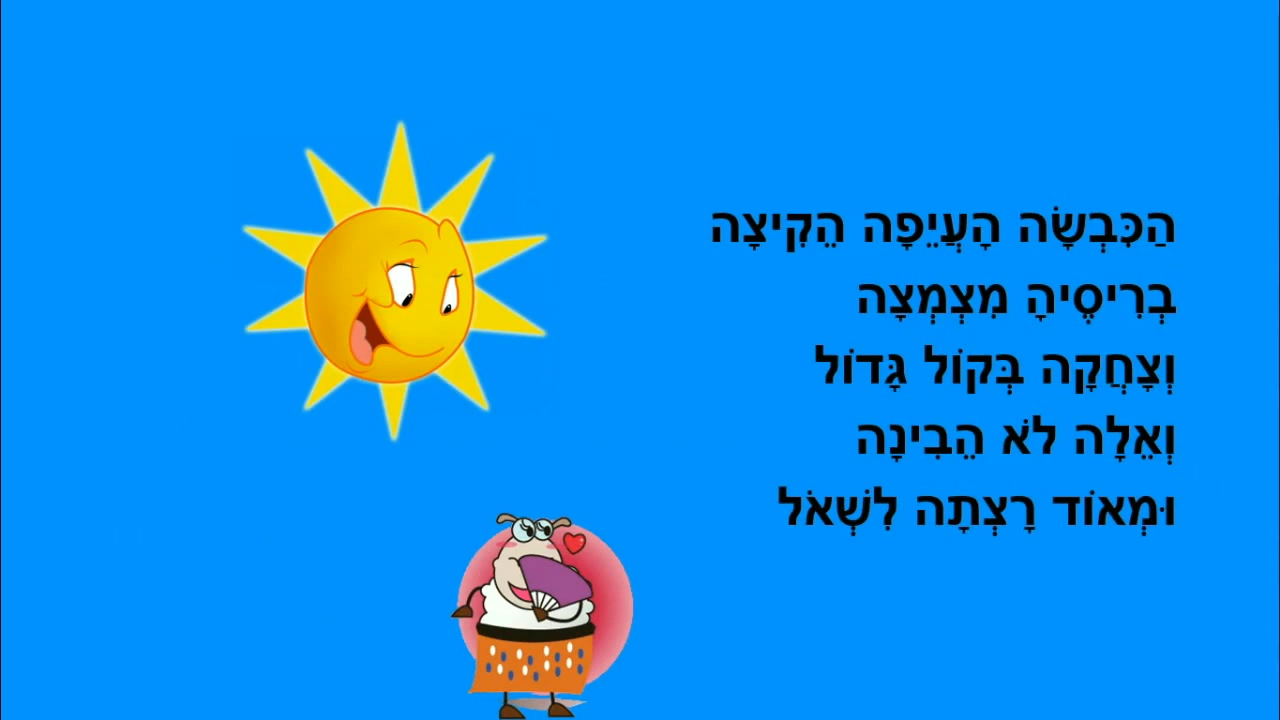 הַכִּבְשָׂה הָעֲיֵפָה הֵקִיצָה
בְרִיסֶיהָ מִצְמְצָה
וְצָחֲקָה בְּקוֹל גָּדוֹל
וְאֵלָה לֹא הֵבִינָה
וּמְאוֹד רָצְתָה לִשְׁאֹל